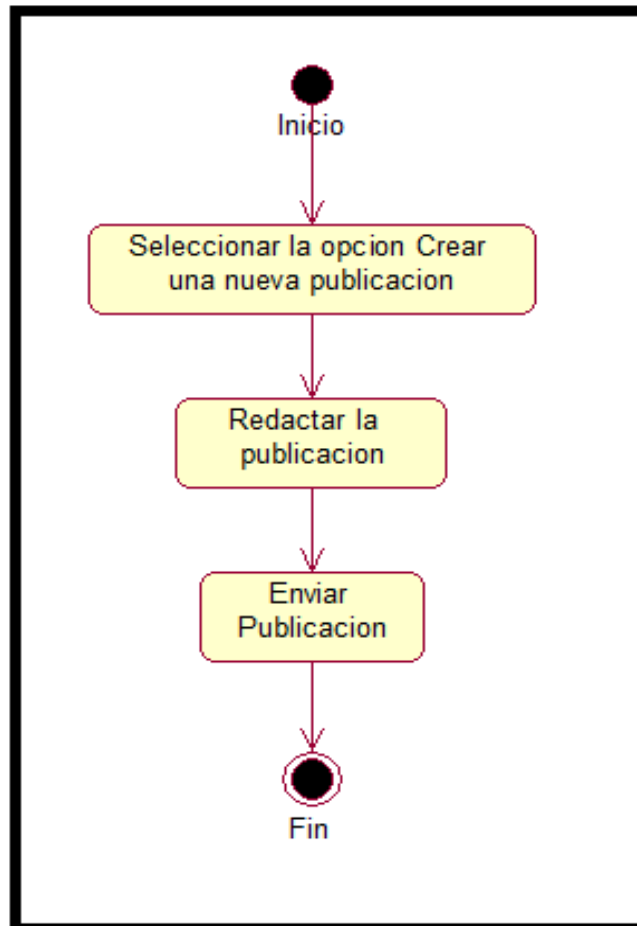 Inicio
Seleccionar la opcion Crear
una nueva publicacion
Redactar la
publicacion
Enviar
Publicacion
Fin